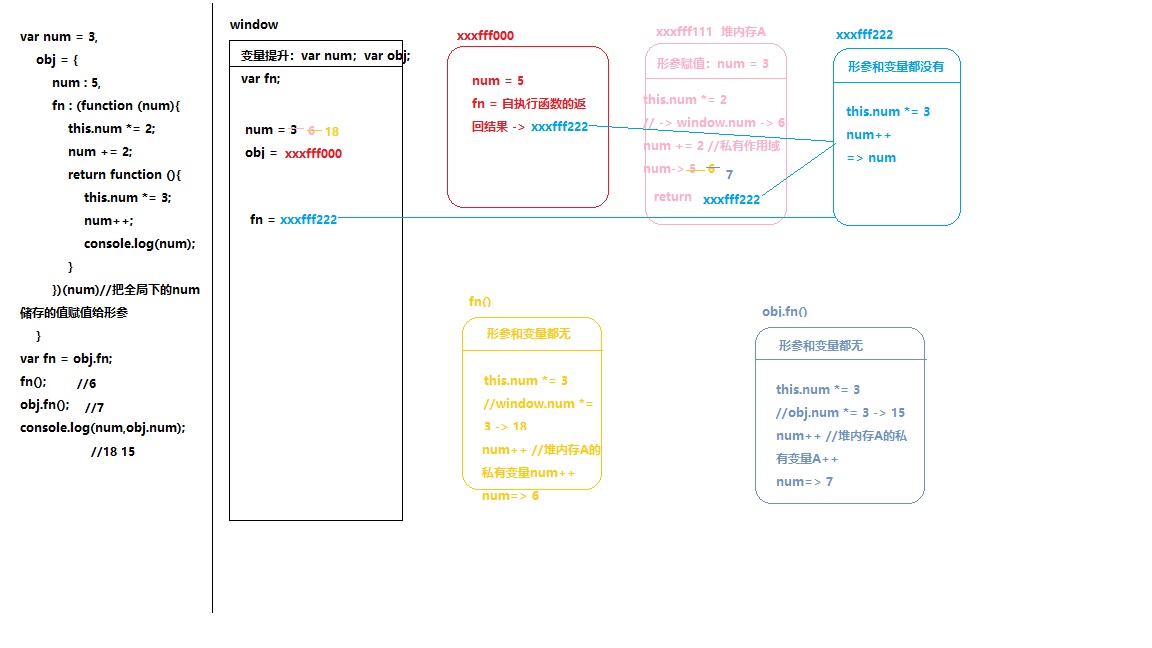 var num = 3,
obj = {
num : 5,
fn : (function (num){
this.num *= 2;
num += 2;
return function (){
this.num *= 3;
num++;
console.log(num);
}
})(num)//把全局下的num
储存的值赋值给形参
}
var fn = obj.fn;
fn(); //6
obj.fn(); //7
console.log(num,obj.num);
//18 15
window
变量提升：var num；var obj;
var fn;
num = 3 6 18
obj = xxxfff000
fn = xxxfff222
xxxfff000
num = 5
fn = 自执行函数的返
回结果 -> xxxfff222
xxxfff111 堆内存A
形参赋值：num = 3
this.num *= 2
// -> window.num -> 6
num += 2 //私有作用域
num-> 5 6 7
return xxxfff222
xxxfff222
形参和变量都没有
this.num *= 3
num++
=> num
fn()
形参和变量都无
this.num *= 3
//window.num *=
3 -> 18
num++ //堆内存A的
私有变量num++
num=> 6
obj.fn()
形参和变量都无
this.num *= 3
//obj.num *= 3 -> 15
num++ //堆内存A的私
有变量A++
num=> 7